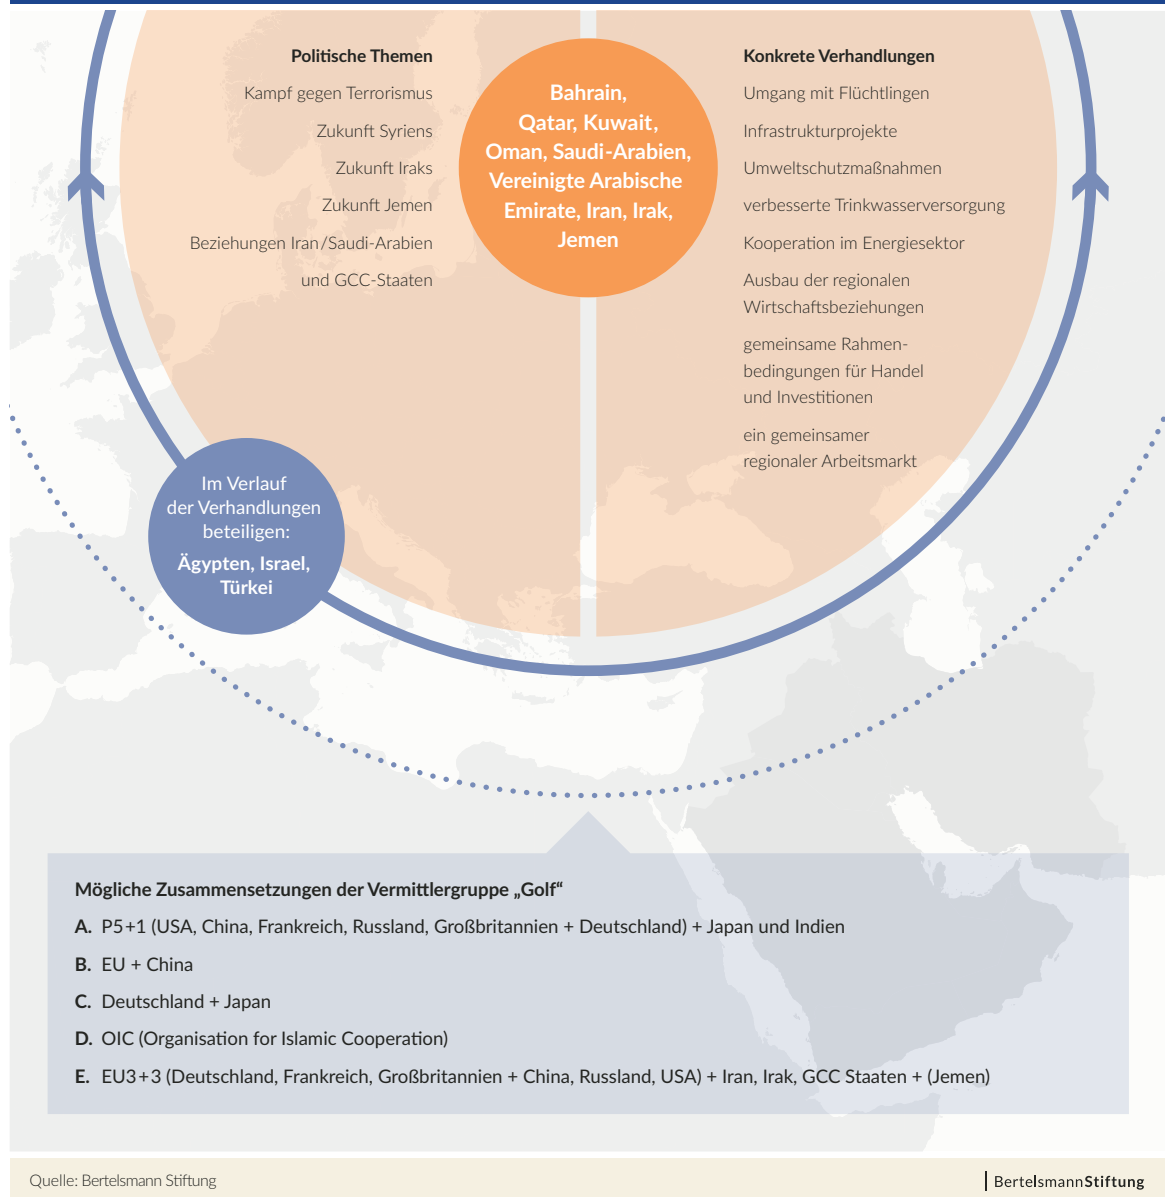 Politische Themen
Kampf gegen Terrorismus
Zukunft Syriens
Zukunft Iraks
Zukunft Jemen
Beziehungen Iran/Saudi-Arabien
und GCC-Staaten
Bahrain,
Qatar, Kuwait,
Oman, Saudi-Arabien,
Vereinigte Arabische
Emirate, Iran, Irak,
Jemen
Konkrete Verhandlungen
Umgang mit Flüchtlingen
Infrastrukturprojekte
Umweltschutzmaßnahmen
verbesserte Trinkwasserversorgung
Kooperation im Energiesektor
Ausbau der regionalen
Wirtschaftsbeziehungen
gemeinsame Rahmen-
bedingungen für Handel
und Investitionen
ein gemeinsamer
regionaler Arbeitsmarkt
Im Verlauf
der Verhandlungen
beteiligen:
Ägypten, Israel,
Türkei
Mögliche Zusammensetzungen der Vermittlergruppe „Golf“
A. P5+1 (USA, China, Frankreich, Russland, Großbritannien + Deutschland) + Japan und Indien
B. EU + China
C. Deutschland + Japan
D. OIC (Organisation for Islamic Cooperation)
E. EU3+3 (Deutschland, Frankreich, Großbritannien + China, Russland, USA) + Iran, Irak, GCC Staaten + (Jemen)
Quelle: Bertelsmann Stiftung
BertelsmannStiftung